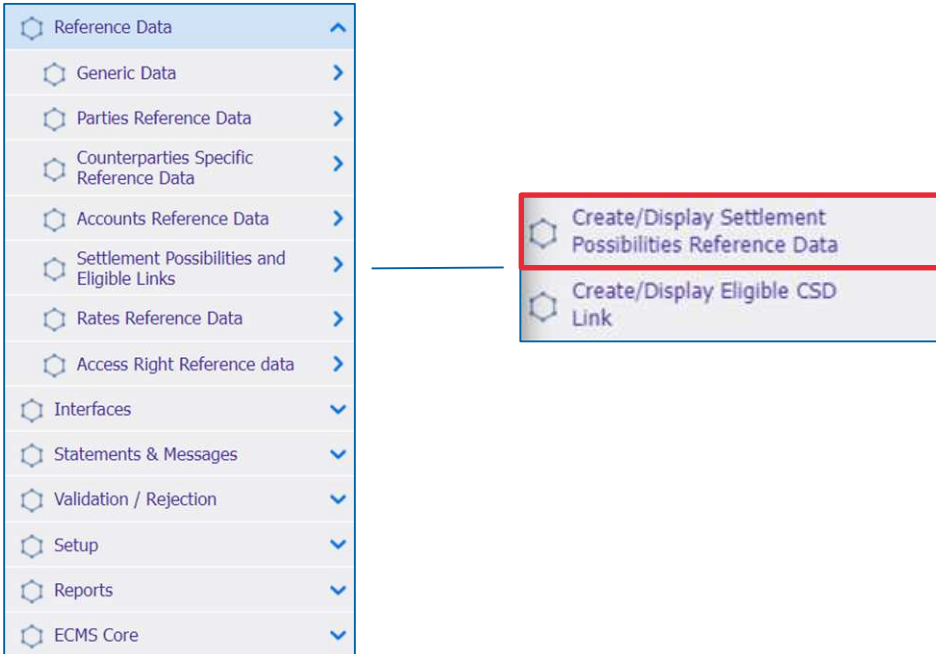 Reference Data
Generic Data
Parties Reference Data
Counterparties Specific
Reference Data
Accounts Reference Data
Settlement Possibilities and
Eligible Links
Rates Reference Data
Access Right Reference data
Interfaces
Statements & Messages
Validation / Rejection
Setup
Reports
ECMS Core
Create/Display Settlement
Possibilities Reference Data
Create/Display Eligible CSD
Link